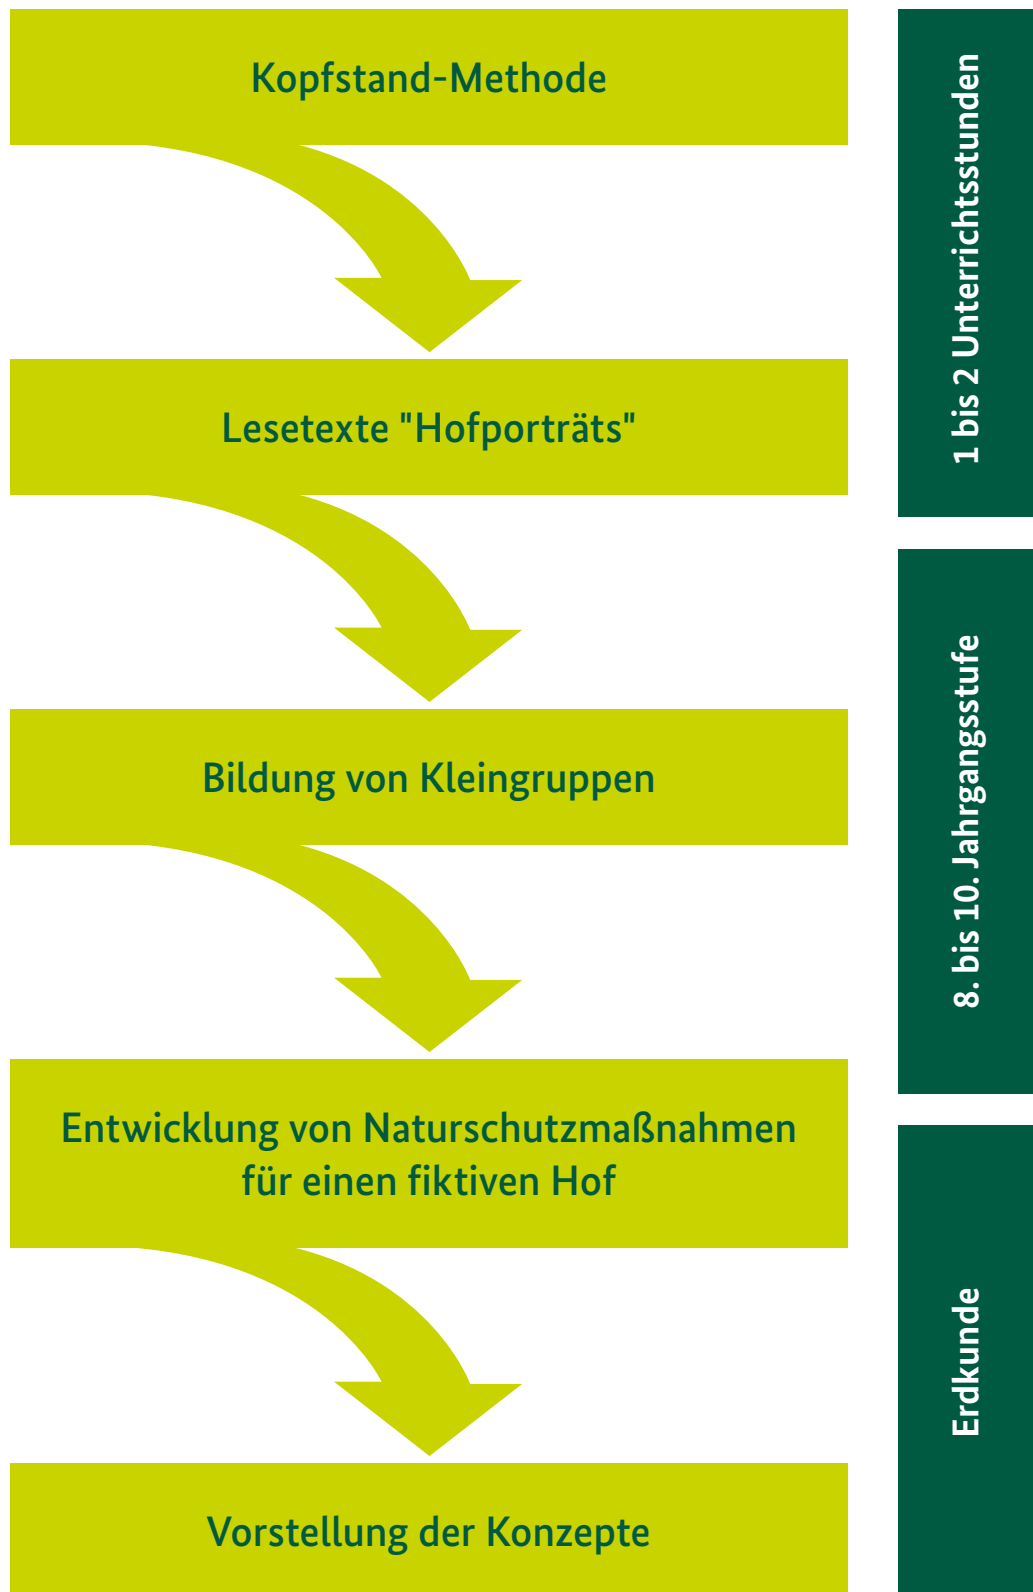 Kopfstand-Methode
Lesetexte "Hofporträts"
Bildung von Kleingruppen
Entwicklung von Naturschutzmaßnahmen
für einen fiktiven Hof
Vorstellung der Konzepte
1 bis 2 Unterrichtsstunden
8. bis 10. Jahrgangsstufe
Erdkunde